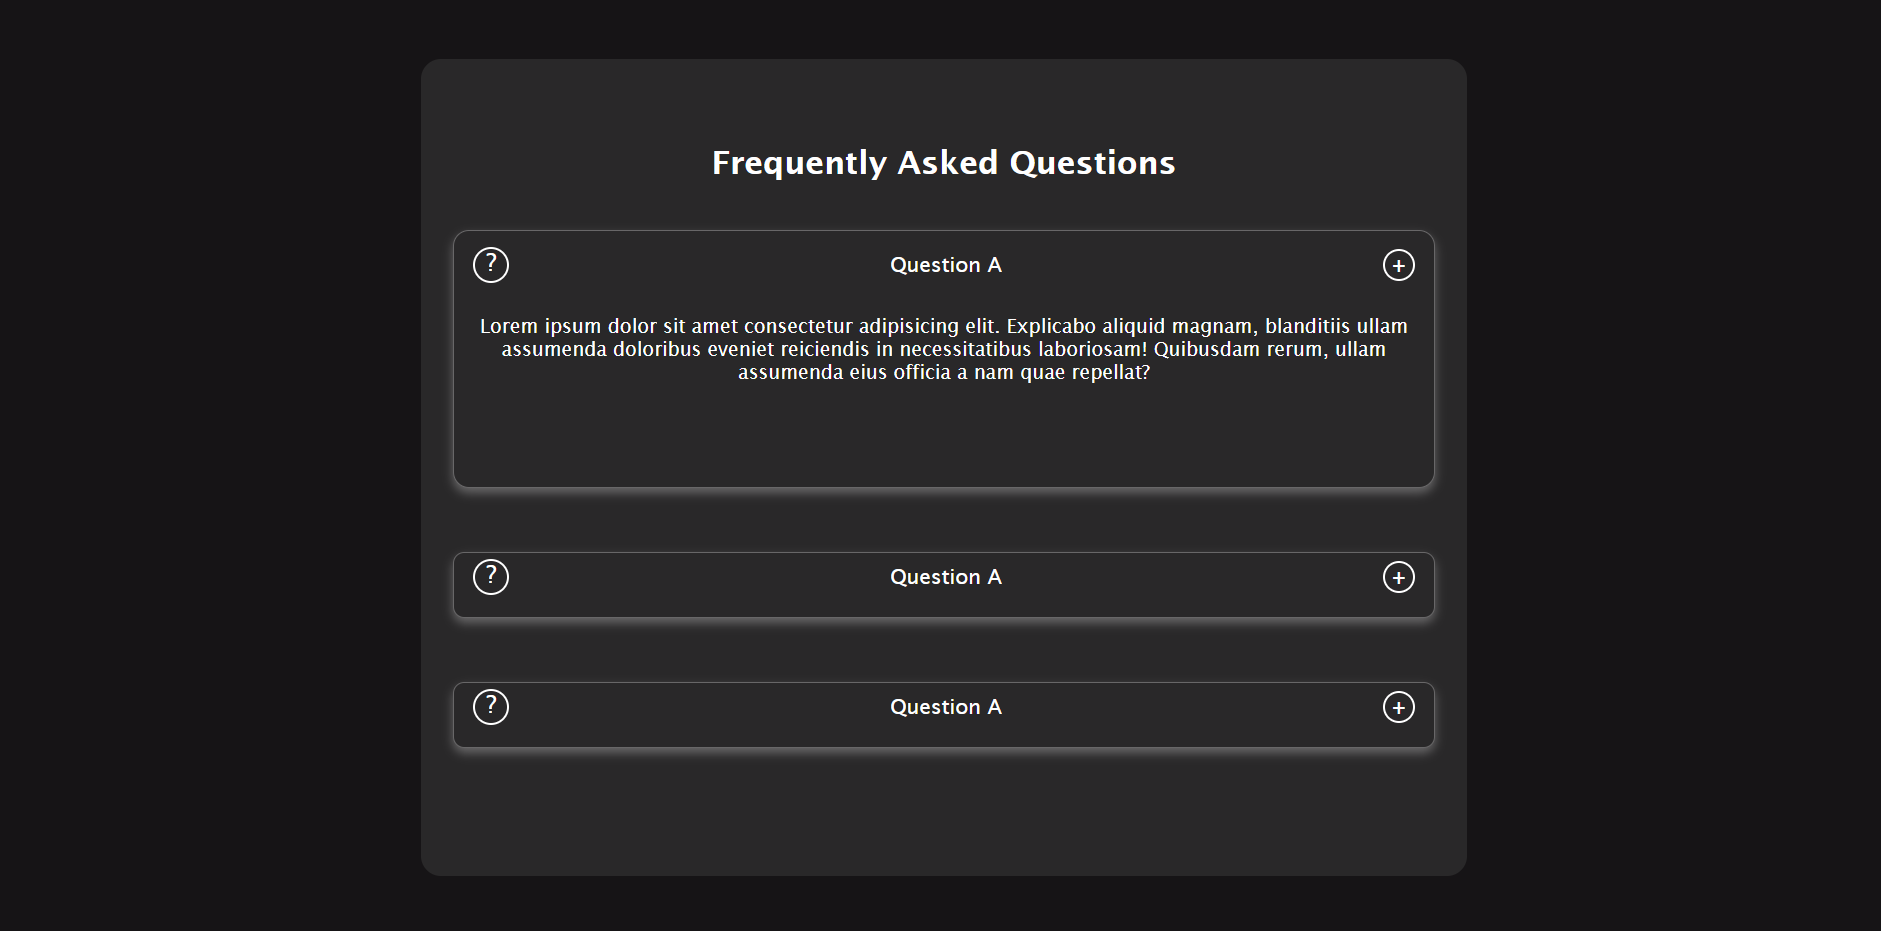 Frequently Asked Questions
? Question A +
Lorem ipsum dolor sit amet consectetur adipisicing elit. Explicabo aliquid magnam, blanditiis ullam
assumenda doloribus eveniet reiciendis in necessitatibus laboriosam! Quibusdam rerum, ullam
assumenda eius officia a nam quae repellat?
? Question A +
? Question A +